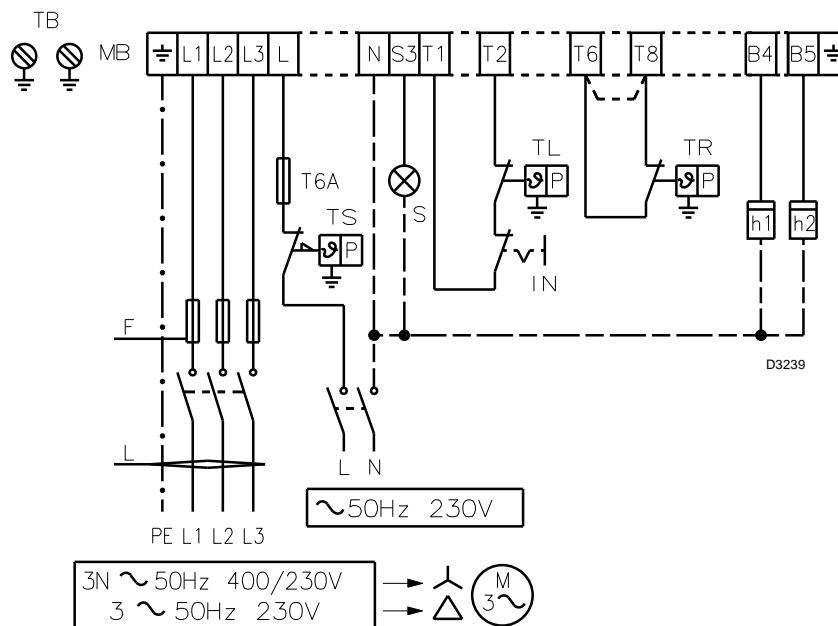 TB
MB L1 L2 L3 L N S3 T1 T2 T6 T8 B4 B5
T6A
TL
TR
ϑ P
ϑ P
S
TS
ϑ P
h1 h2
IN
F
D3239
L
L N
~50Hz 230V
PE L1 L2 L3
3N ~ 50Hz 400/230V
3 ~ 50Hz 230V
M
3~